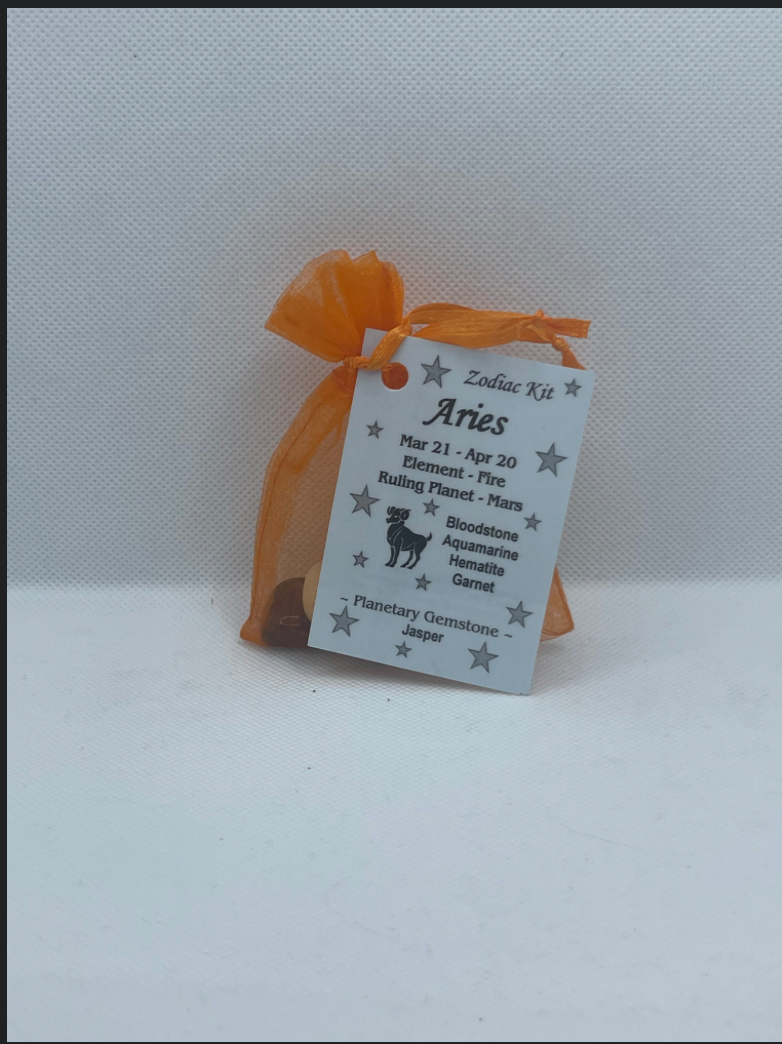 Zodiac Kit
Aries
Mar 21 - Apr 20
Element - Fire
Ruling Planet - Mars
Bloodstone
Aquamarine
Hematite
Garnet
~ Planetary Gemstone ~
Jasper